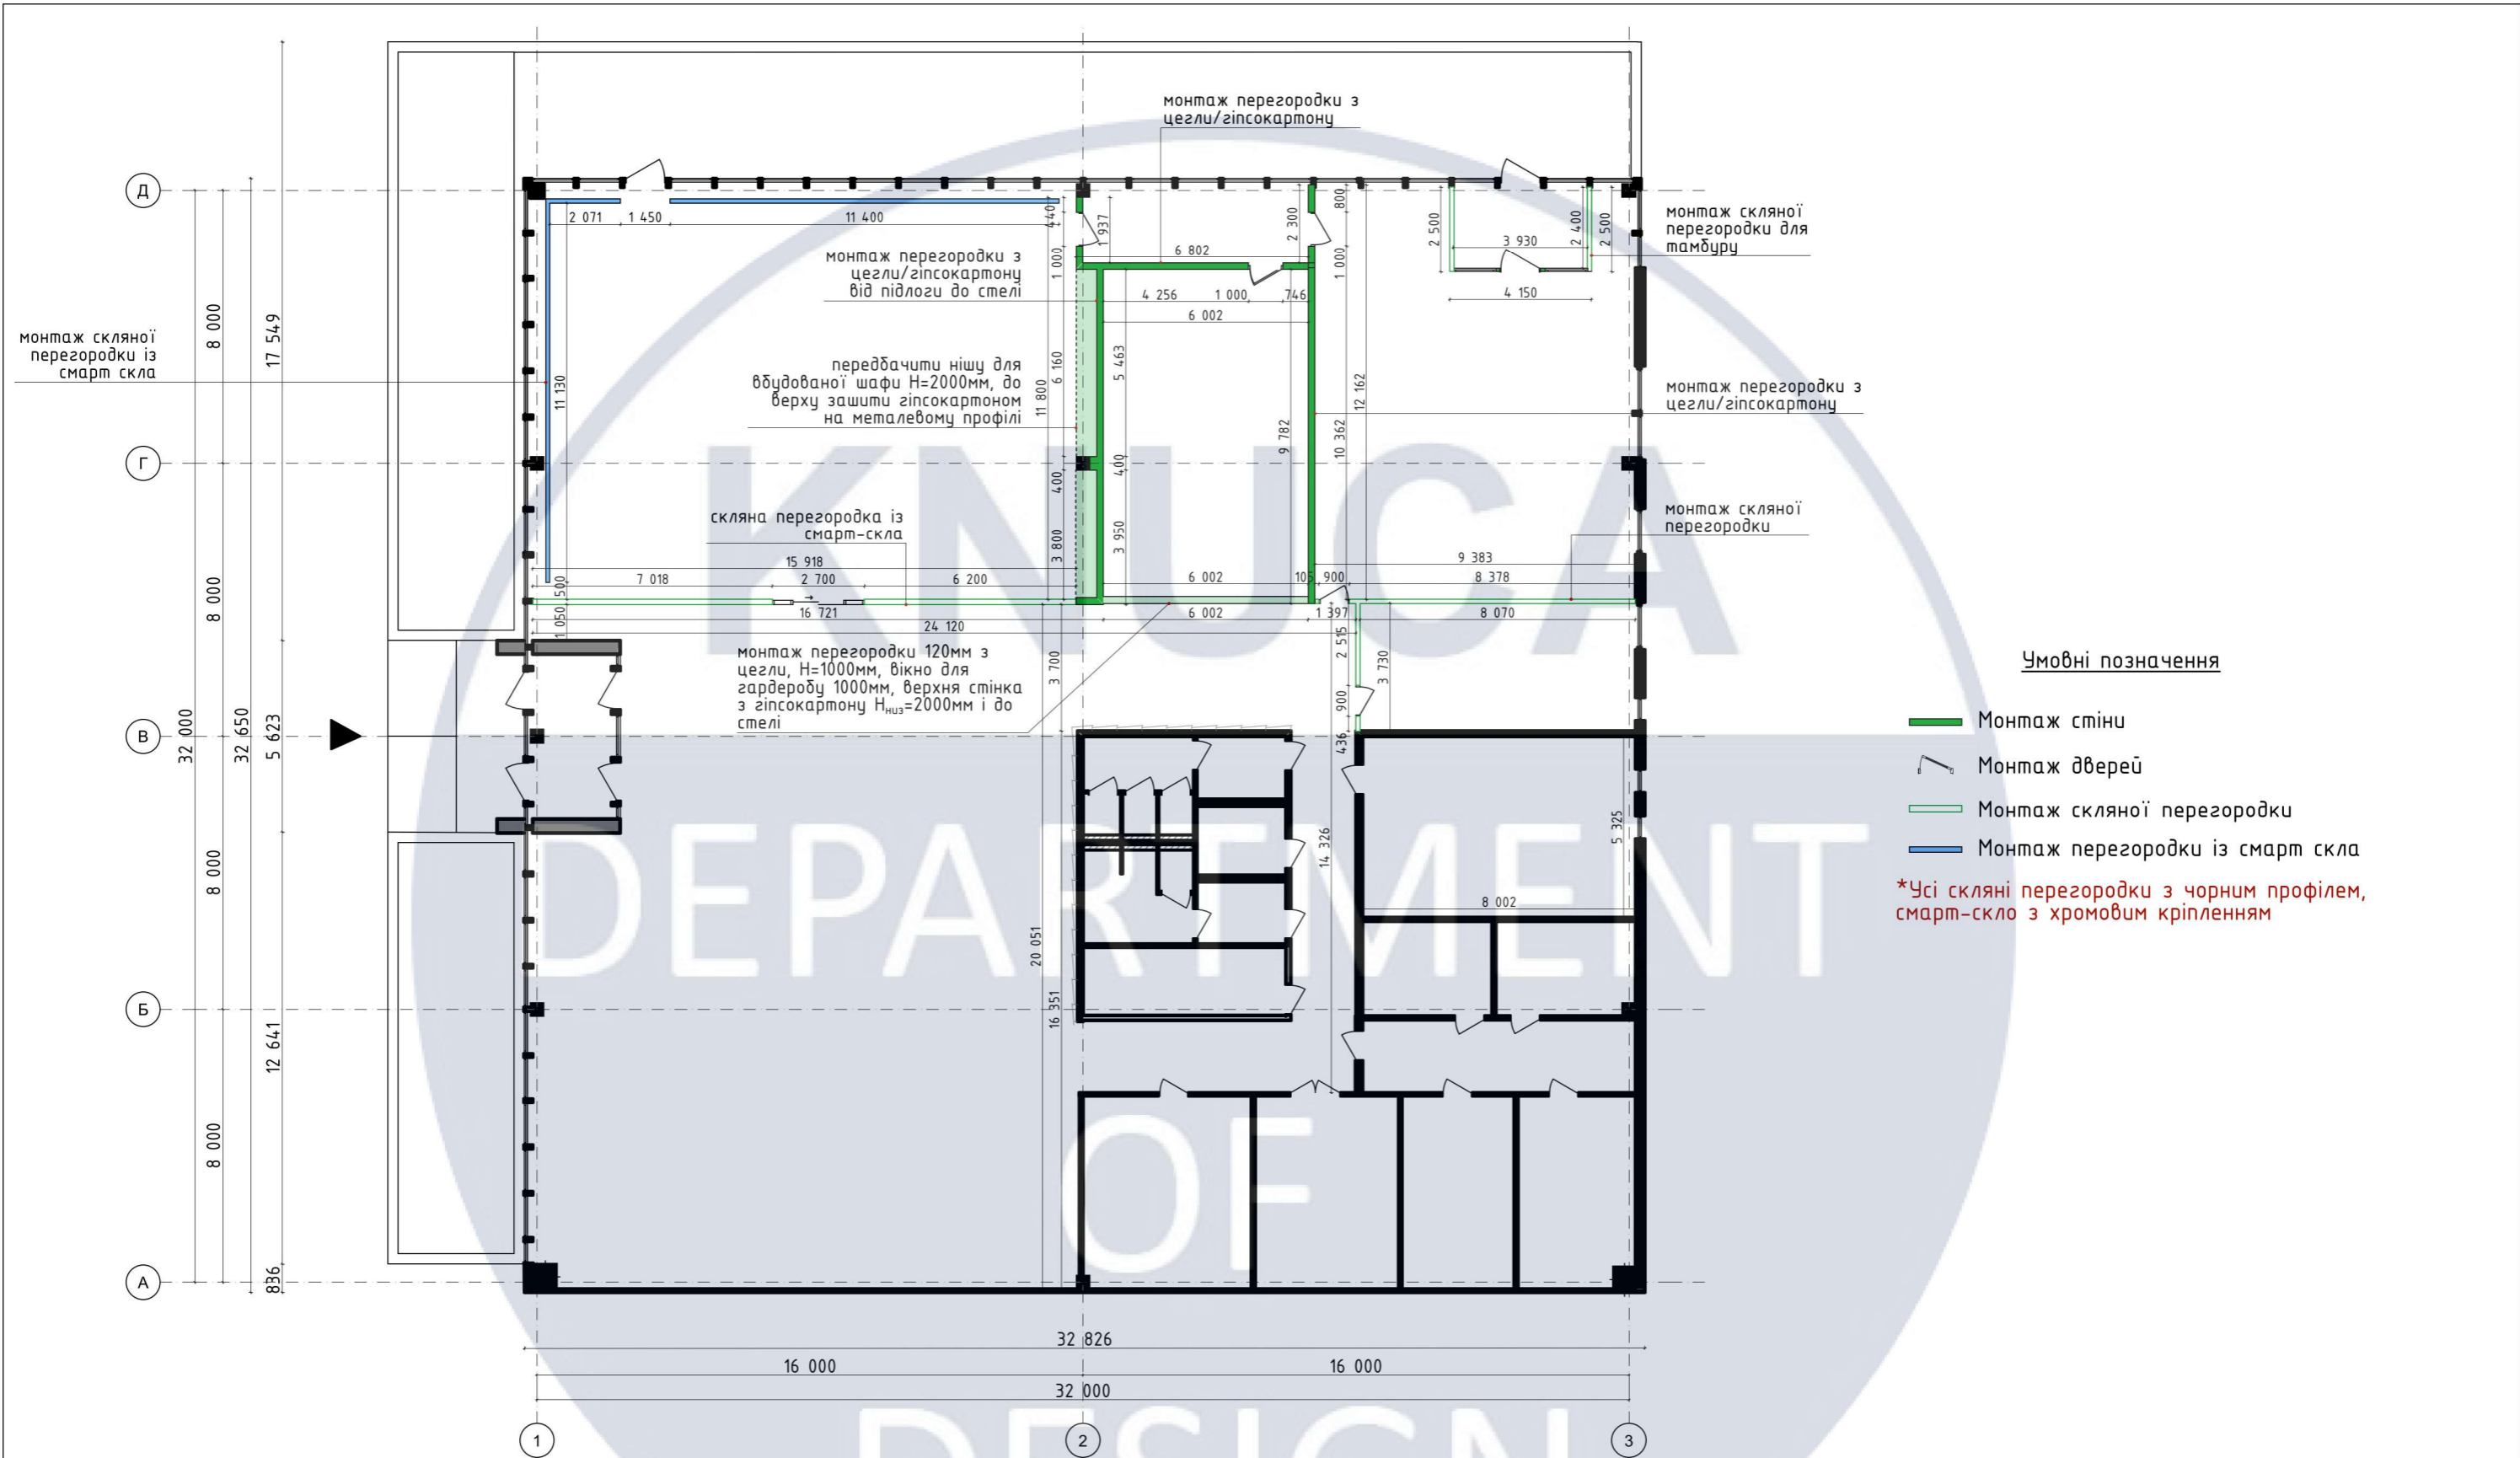 монтаж перегородки з
цегли/гіпсокартону
Д
2 071
1 450
11 400
440
1 937
2 300
800
2 500
3 930
2 400
2 500
монтаж скляної
перегородки для
тамбуру
6 802
1 000
1 000
монтаж перегородки з
цегли/гіпсокартону
від підлоги до стелі
4 256
1 000
746
4 150
6 002
8 000
17 549
монтаж скляної
перегородки із
смарт скла
передбачити нішу для
вбудованої шафи H=2000мм, до
верху зашити гіпсокартоном
на металевому профілі
11 130
11 800
6 160
5 463
9 782
12 162
10 362
монтаж перегородки з
цегли/гіпсокартону
KNUCA
Г
400
400
скляна перегородка із
смарт-скла
монтаж скляної
перегородки
3 800
3 950
15 918
9 383
7 018
2 700
6 200
6 002
105
900
8 378
500
1 050
16 721
6 002
1 397
8 070
24 120
8 000
монтаж перегородки 120мм з
цегли, H=1000мм, вікно для
гардеробу 1000мм, верхня стінка
з гіпсокартону Hниз=2000мм і до
стелі
3 700
2 515
3 730
900
436
Умовні позначення
Монтаж стіни
Монтаж дверей
Монтаж скляної перегородки
Монтаж перегородки із смарт скла
*Усі скляні перегородки з чорним профілем,
смарт-скло з хромовим кріпленням
В
32 000
32 650
5 623
DEPARTMENT
14 326
5 325
8 002
8 000
20 051
16 351
Б
12 641
8 000
OF
А
836
32 826
16 000
16 000
32 000
DESIGN
1
2
3